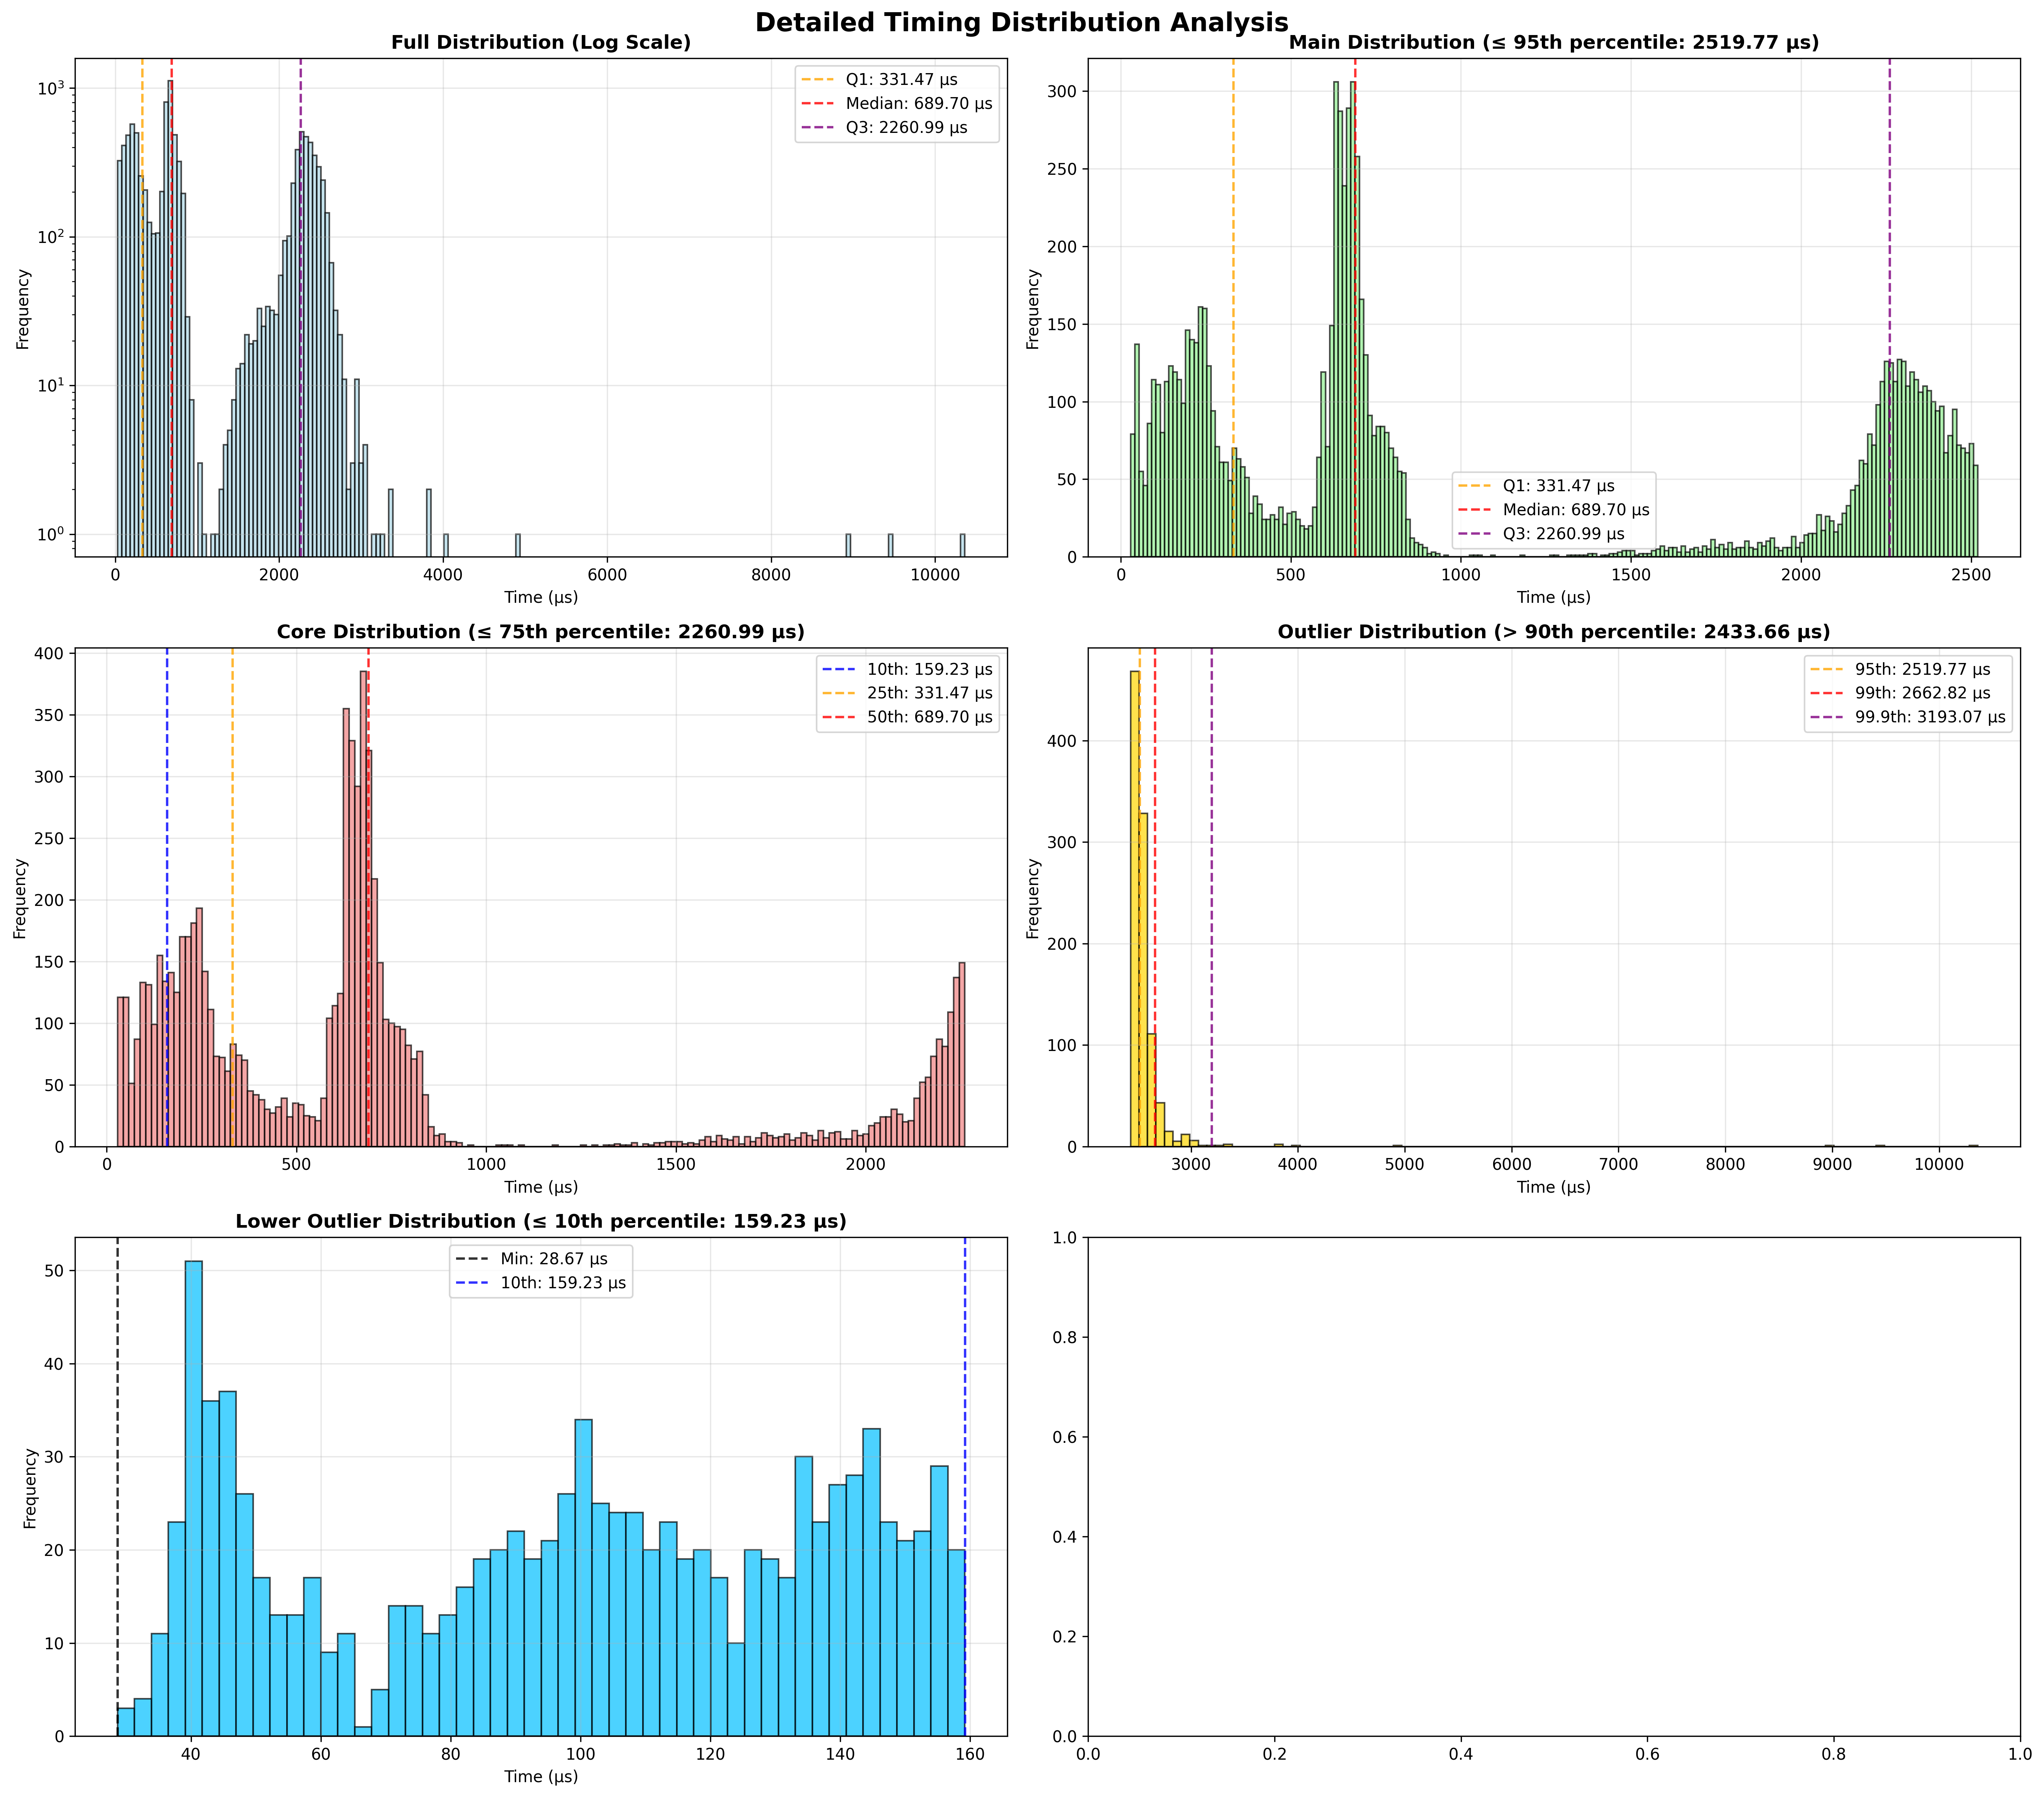 Detailed Timing Distribution Analysis
Full Distribution (Log Scale)
Q1: 331.47 µs
Median: 689.70 µs
Q3: 2260.99 µs
10³
10²
10¹
10⁰
Frequency
0 2000 4000 6000 8000 10000
Time (µs)
Main Distribution (≤ 95th percentile: 2519.77 µs)
300
250
200
150
100
50
0
Frequency
Q1: 331.47 µs
Median: 689.70 µs
Q3: 2260.99 µs
0 500 1000 1500 2000 2500
Time (µs)
Core Distribution (≤ 75th percentile: 2260.99 µs)
10th: 159.23 µs
25th: 331.47 µs
50th: 689.70 µs
400
350
300
250
200
150
100
50
0
Frequency
0 500 1000 1500 2000
Time (µs)
Outlier Distribution (> 90th percentile: 2433.66 µs)
95th: 2519.77 µs
99th: 2662.82 µs
99.9th: 3193.07 µs
400
300
200
100
0
Frequency
3000 4000 5000 6000 7000 8000 9000 10000
Time (µs)
Lower Outlier Distribution (≤ 10th percentile: 159.23 µs)
Min: 28.67 µs
10th: 159.23 µs
50
40
30
20
10
0
Frequency
40 60 80 100 120 140 160
Time (µs)
1.0
0.8
0.6
0.4
0.2
0.0
0.0 0.2 0.4 0.6 0.8 1.0